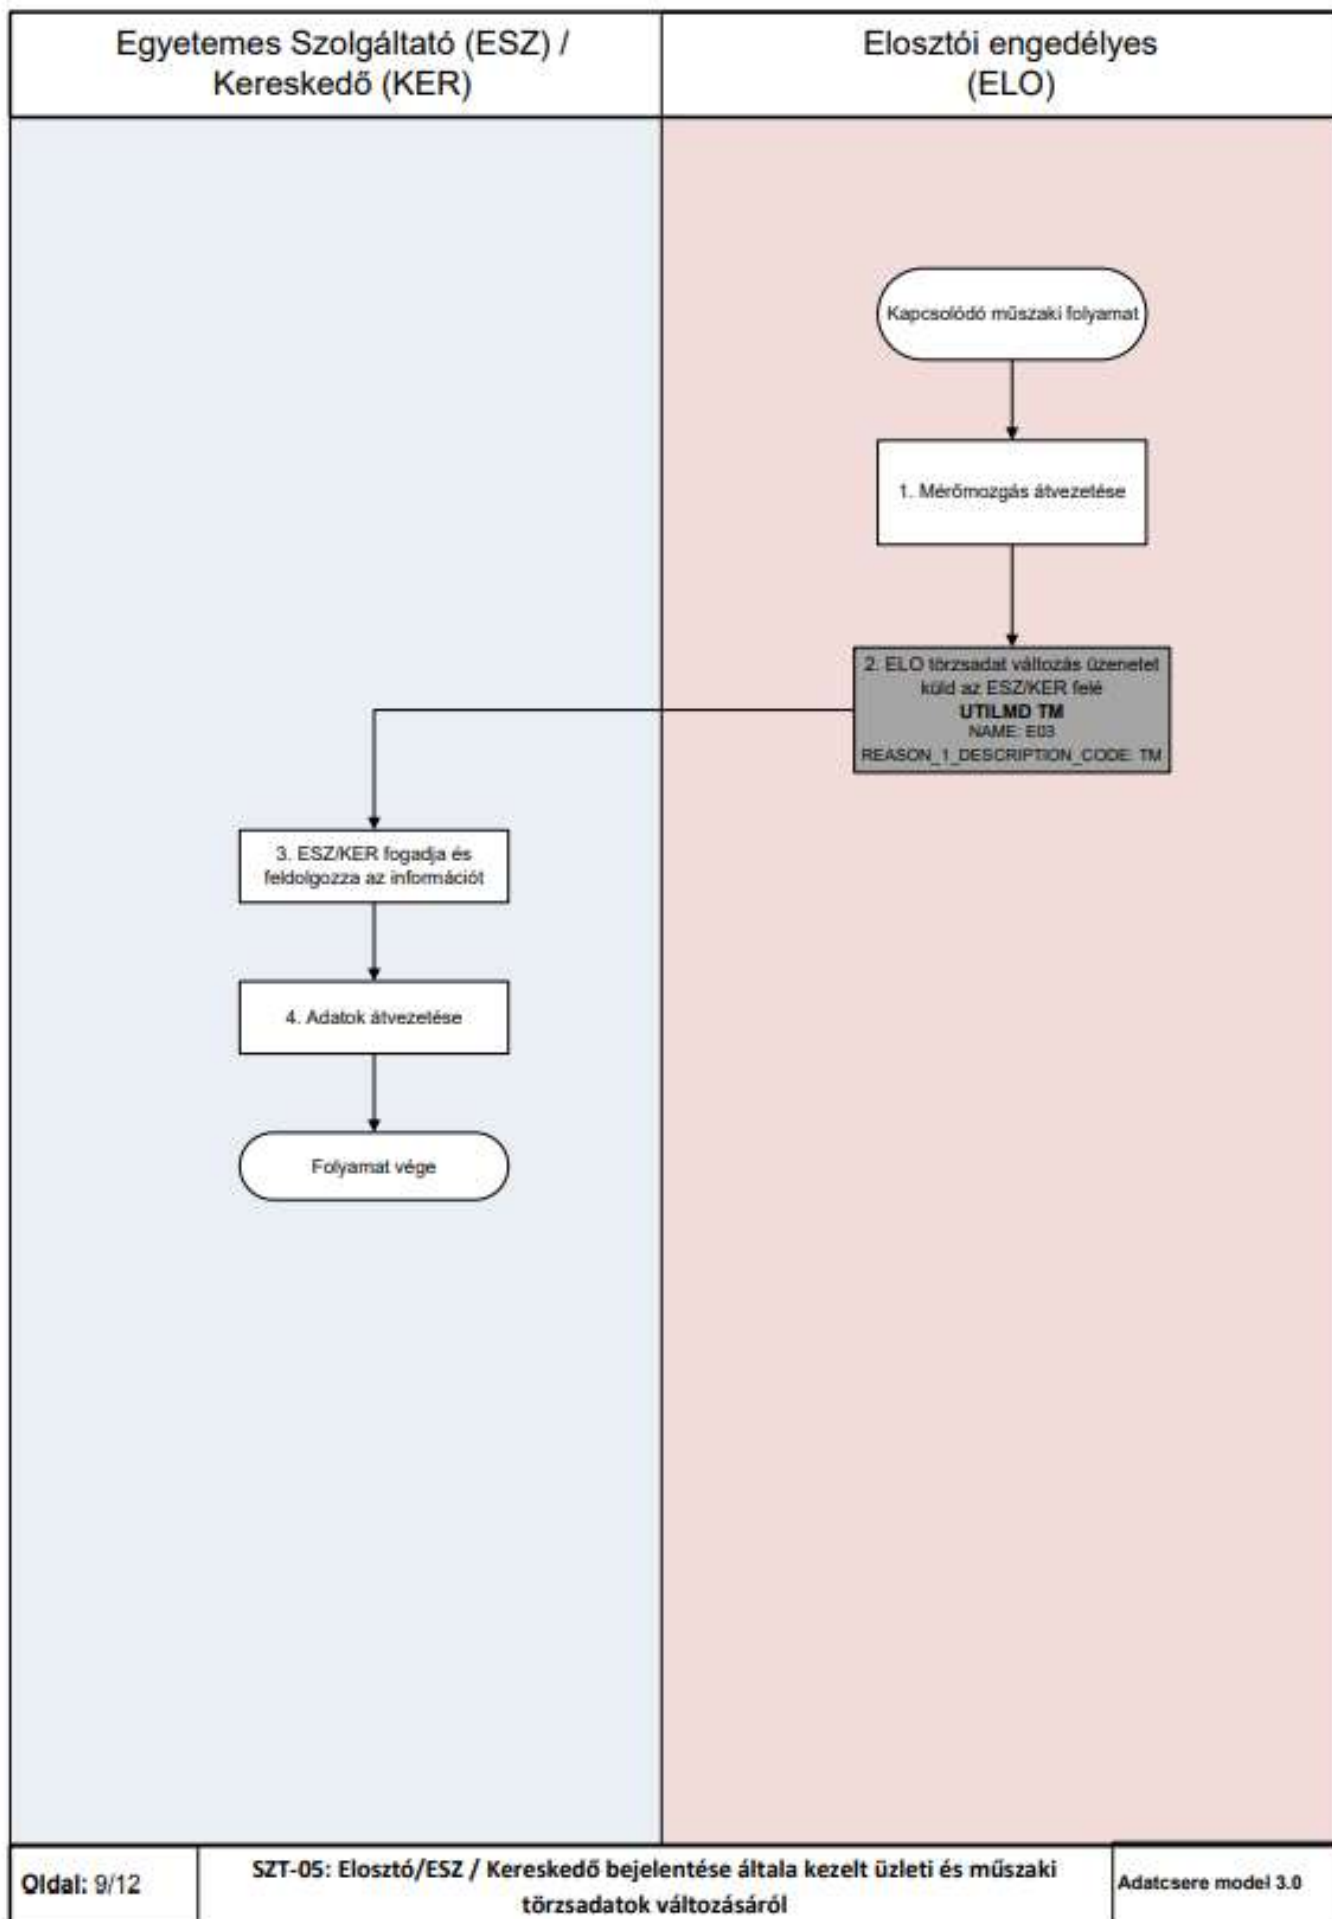 Egyetemes Szolgáltató (ESZ) /
Kereskedő (KER)
Elosztói engedélyes
(ELO)
Kapcsolódó műszaki folyamat
1. Mérőmozgás átvezetése
2. ELO törzsadat változás üzenetet
küld az ESZ/KER felé
UTILMD TM
NAME: E03
REASON_1_DESCRIPTION_CODE: TM
3. ESZ/KER fogadja és
feldolgozza az információt
4. Adatok átvezetése
Folyamat vége
Oldal: 9/12
SZT-05: Elosztó/ESZ / Kereskedő bejelentése általa kezelt üzleti és műszaki
törzsadatok változásáról
Adatcsere model 3.0